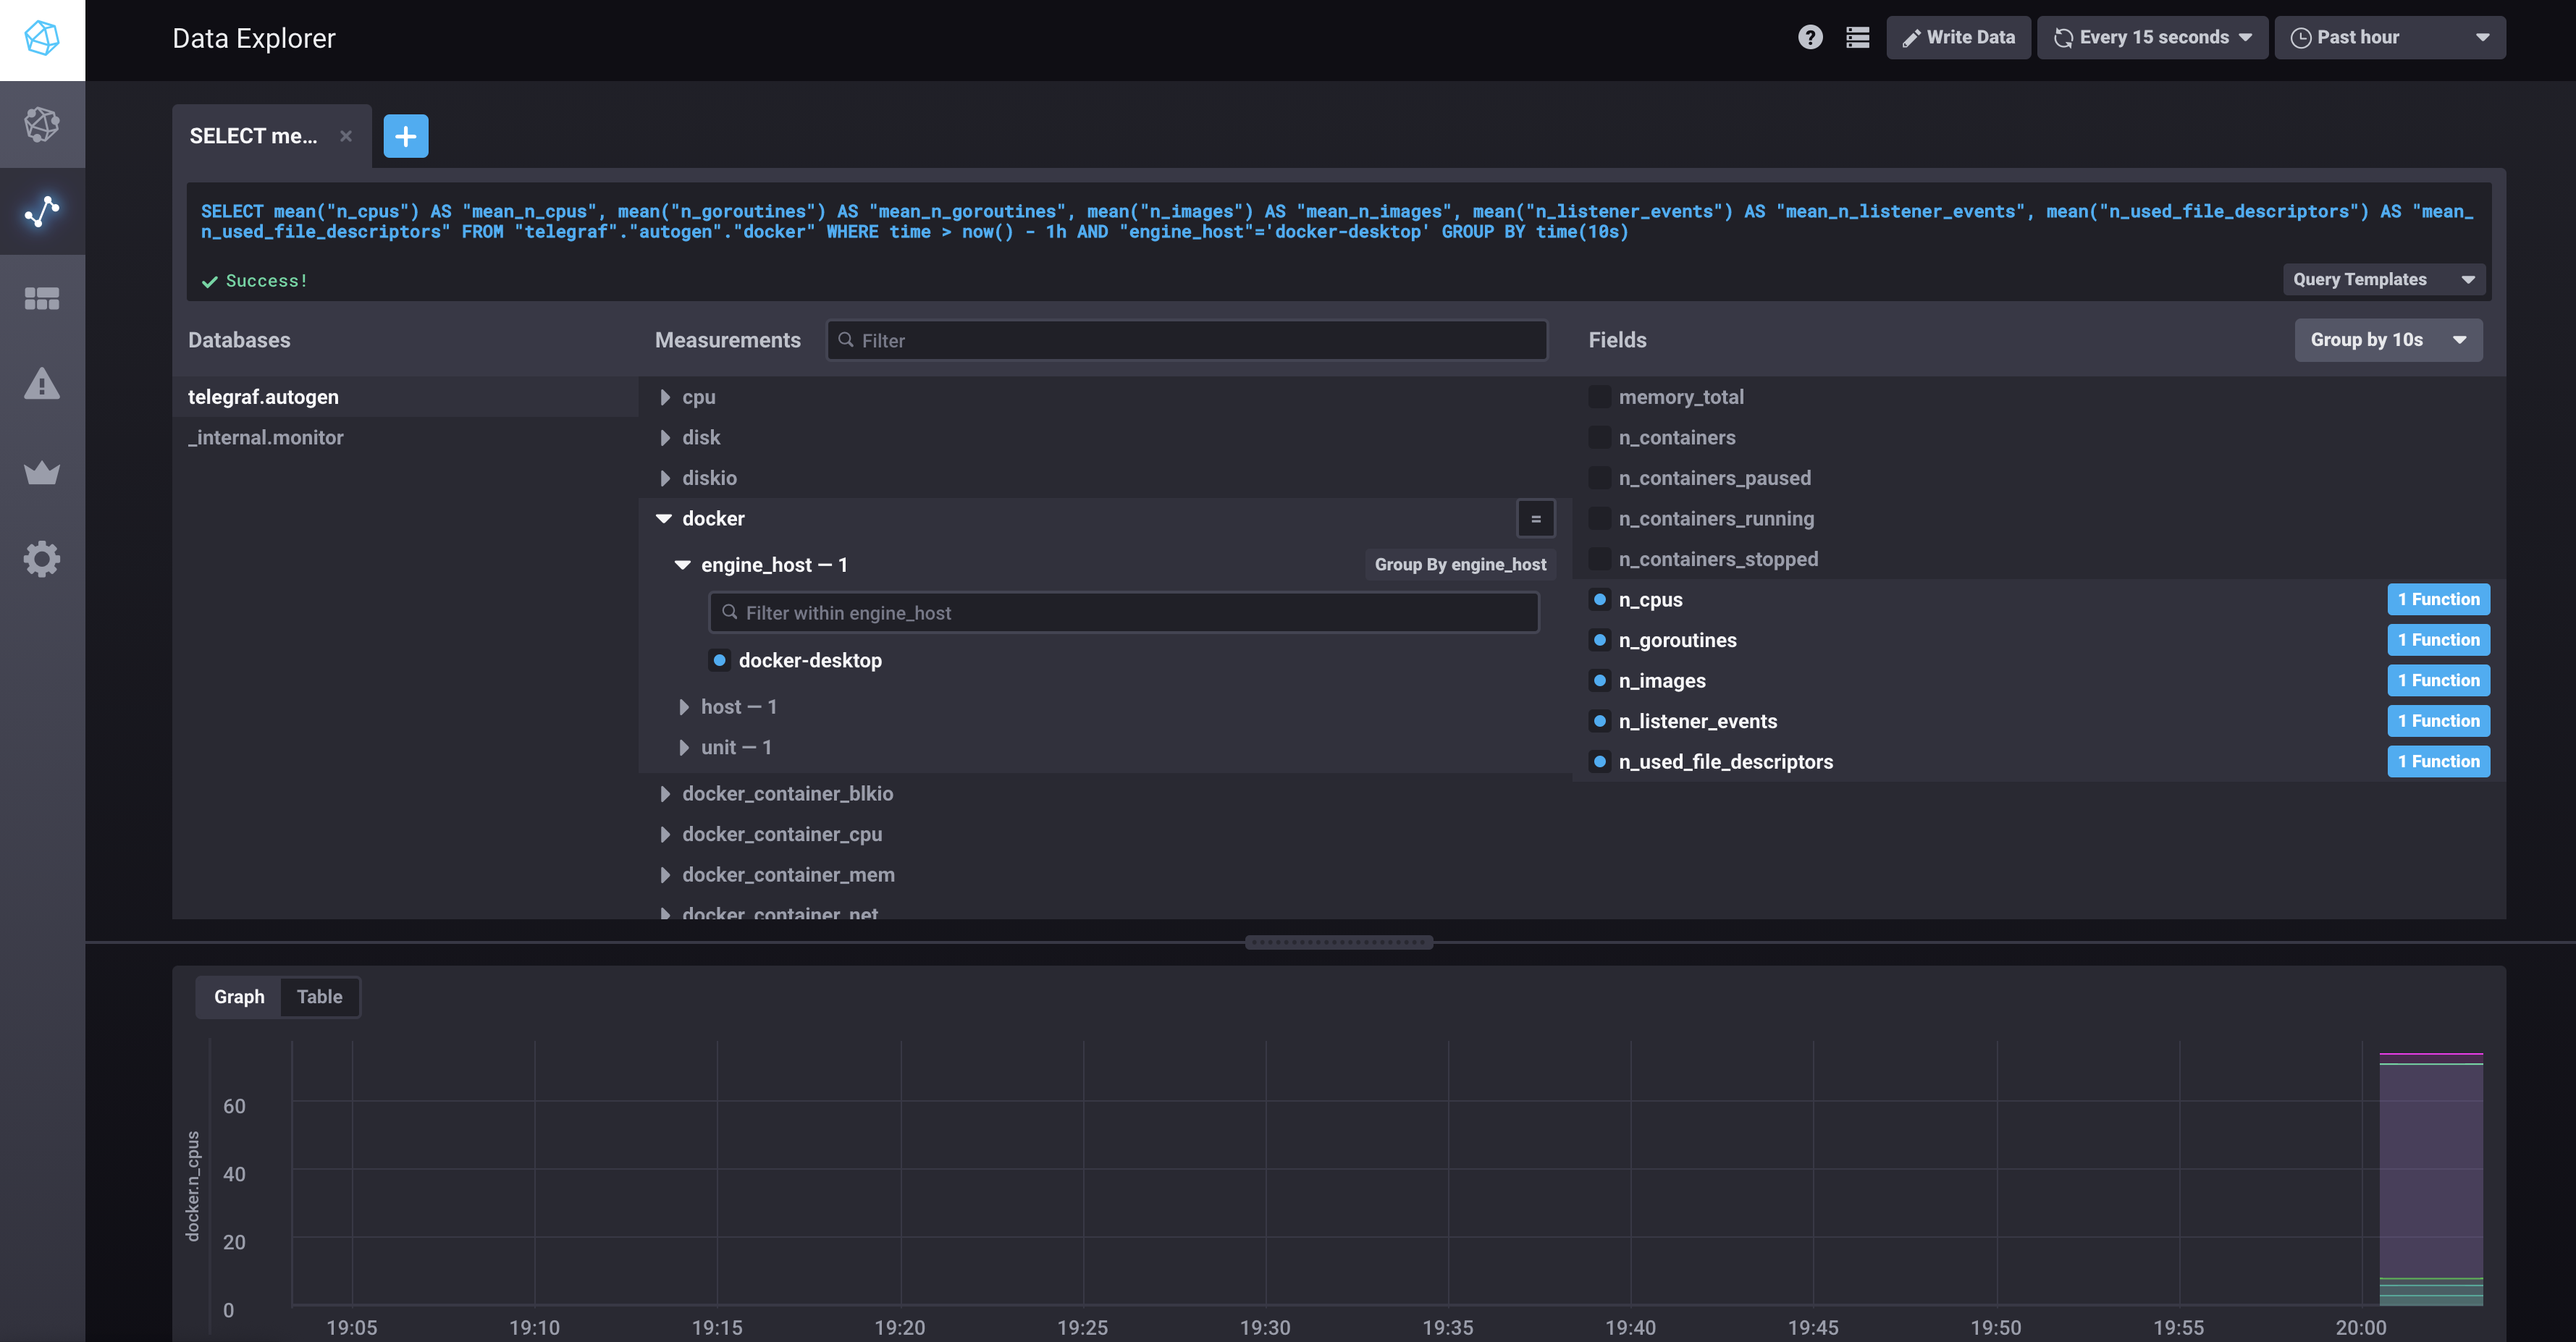 Data Explorer
Write Data
Every 15 seconds
Past hour
SELECT me...
SELECT mean("n_cpus") AS "mean_n_cpus", mean("n_goroutines") AS "mean_n_goroutines", mean("n_images") AS "mean_n_images", mean("n_listener_events") AS "mean_n_listener_events", mean("n_used_file_descriptors") AS "mean_
n_used_file_descriptors" FROM "telegraf"."autogen"."docker" WHERE time > now() - 1h AND "engine_host"='docker-desktop' GROUP BY time(10s)
Success!
Query Templates
Databases
telegraf.autogen
_internal.monitor
Measurements
Filter
cpu
disk
diskio
docker
=
engine_host — 1
Group By engine_host
Filter within engine_host
docker-desktop
host — 1
unit — 1
docker_container_blkio
docker_container_cpu
docker_container_mem
docker_container_net
Fields
Group by 10s
memory_total
n_containers
n_containers_paused
n_containers_running
n_containers_stopped
n_cpus
1 Function
n_goroutines
1 Function
n_images
1 Function
n_listener_events
1 Function
n_used_file_descriptors
1 Function
Graph
Table
docker.n_cpus
60
40
20
0
19:05
19:10
19:15
19:20
19:25
19:30
19:35
19:40
19:45
19:50
19:55
20:00